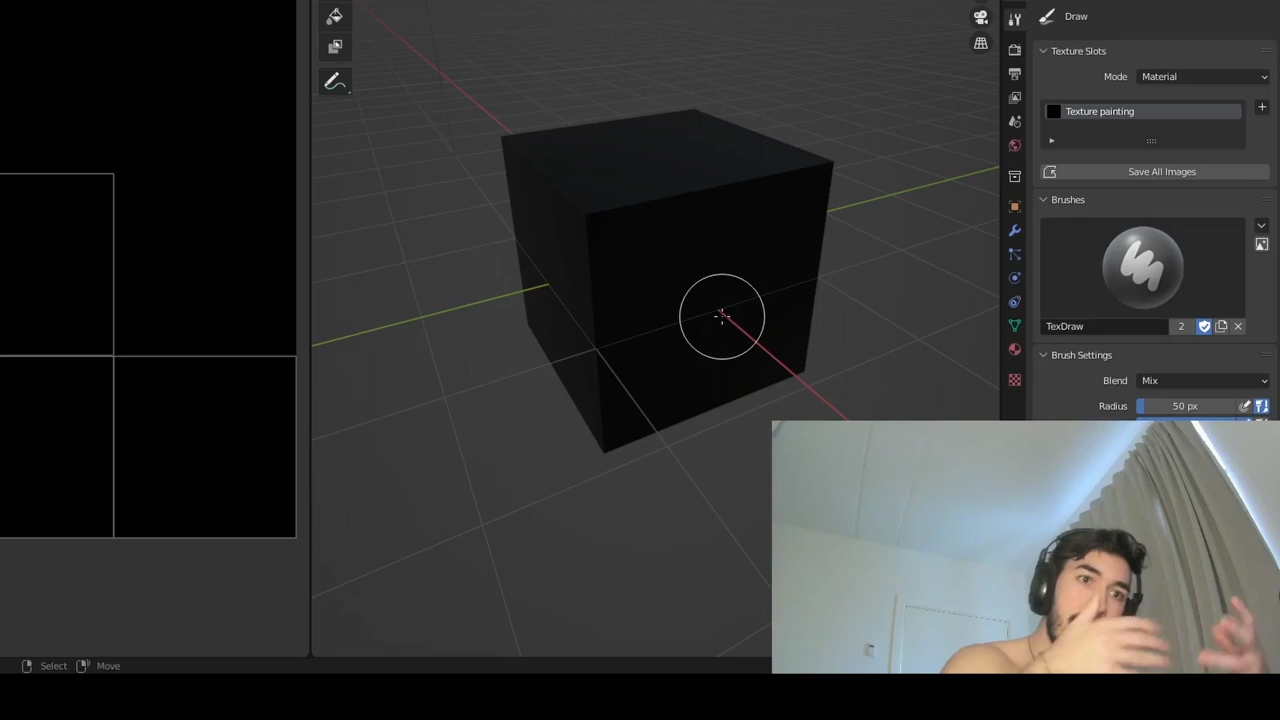 Draw
Texture Slots
Mode Material
Texture painting
Save All Images
Brushes
TexDraw 2
Brush Settings
Blend Mix
Radius 50 px
Select Move